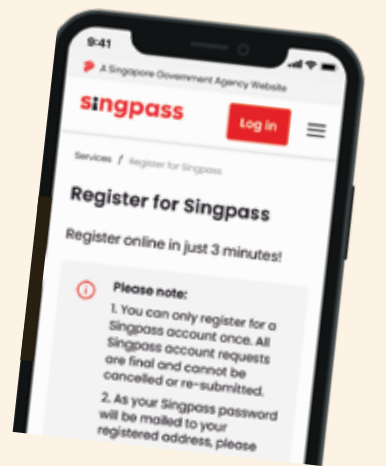 9:41
A Singapore Government Agency Website
singpass
Log in
Services / Register for Singpass
Register for Singpass
Register online in just 3 minutes!
Please note:
1. You can only register for a
Singpass account once. All
Singpass account requests
are final and cannot be
cancelled or re-submitted.
2. As your Singpass password
will be mailed to your
registered address, please